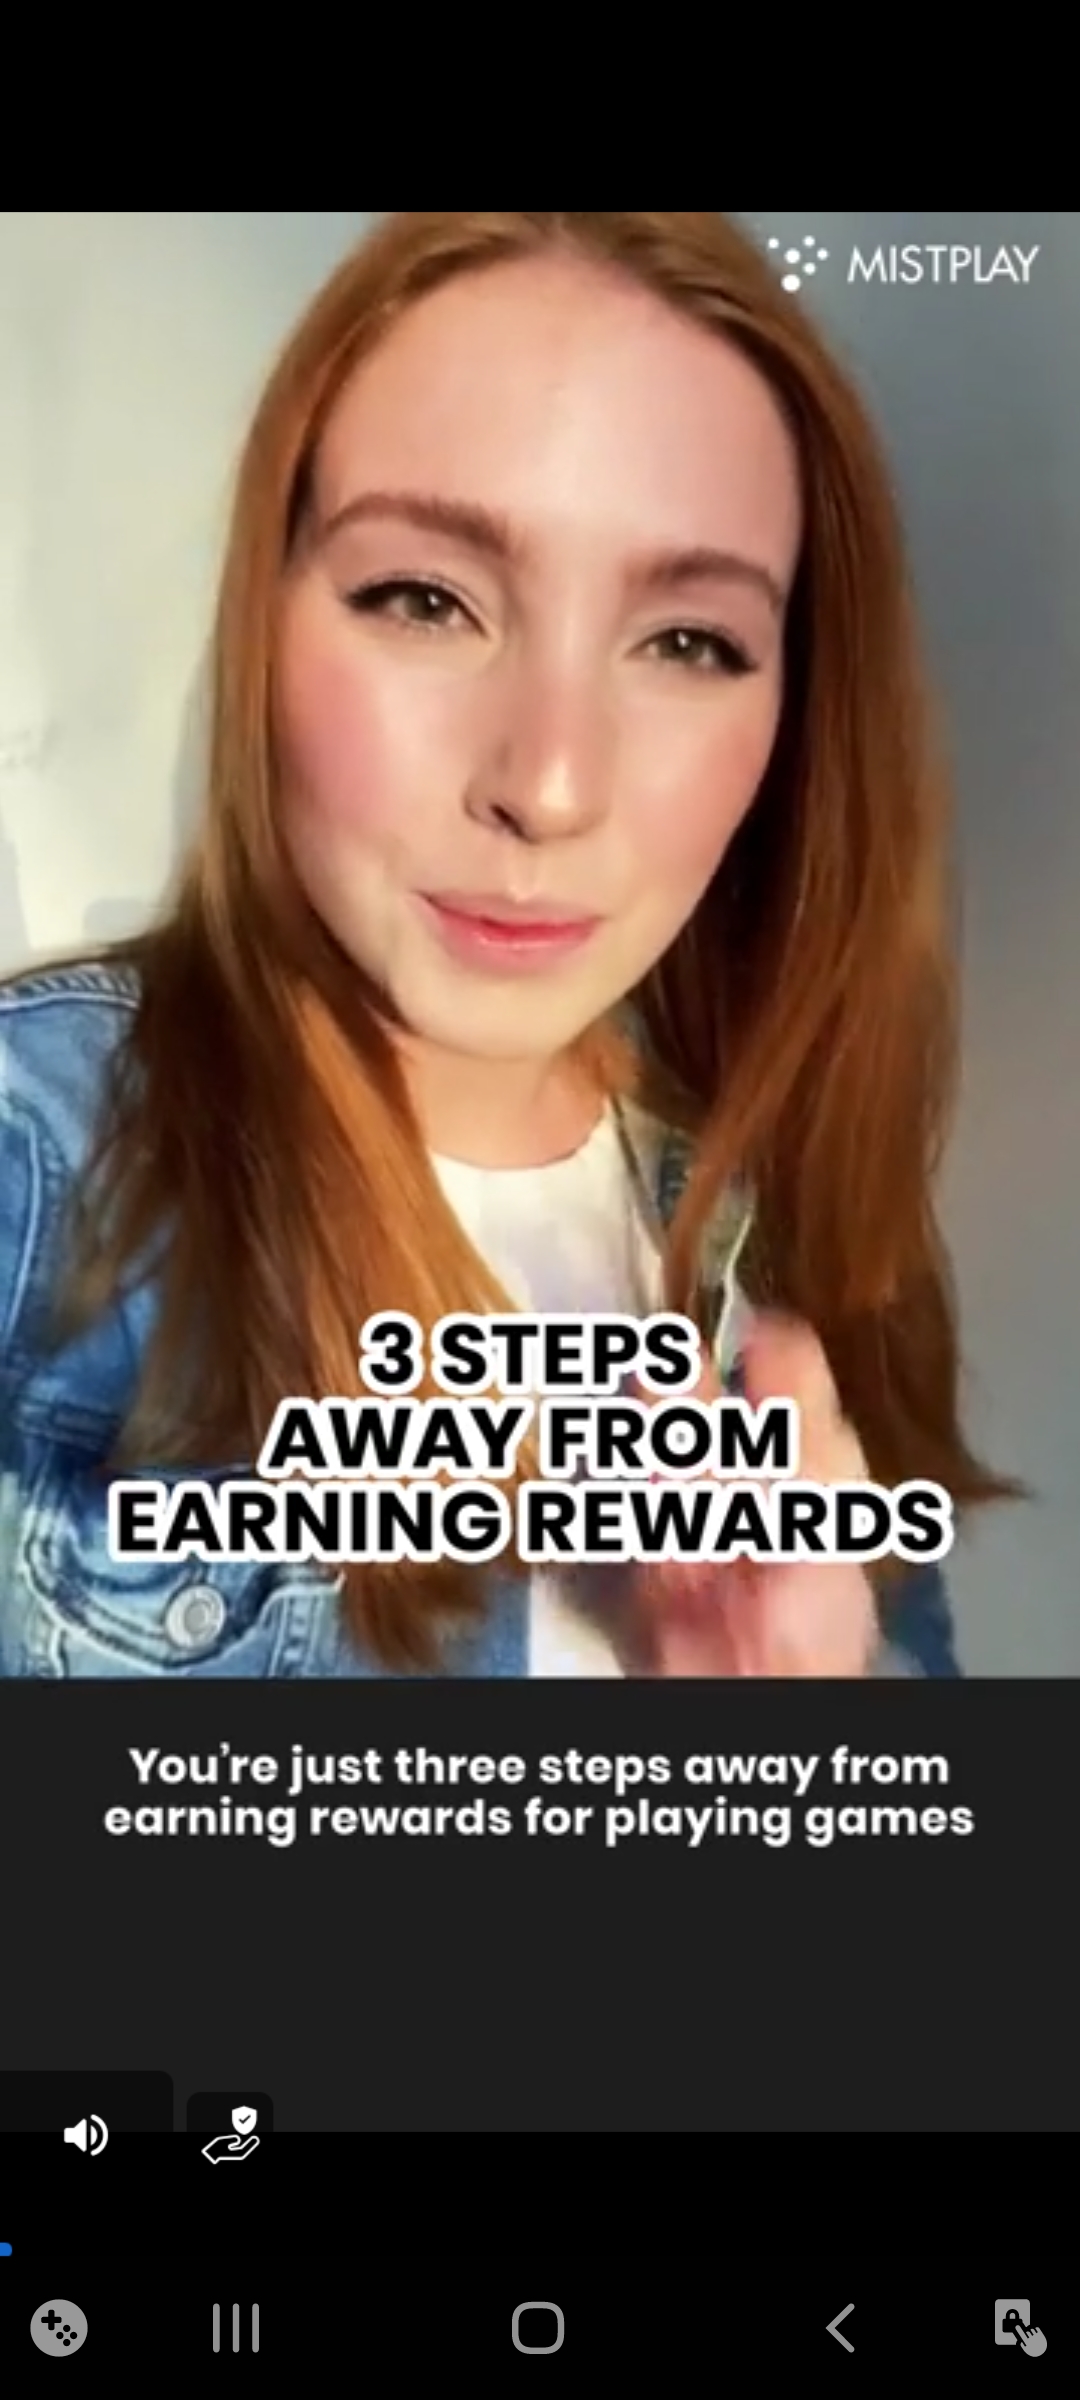 MISTPLAY
3 STEPS
AWAY FROM
EARNING REWARDS
You're just three steps away from
earning rewards for playing games